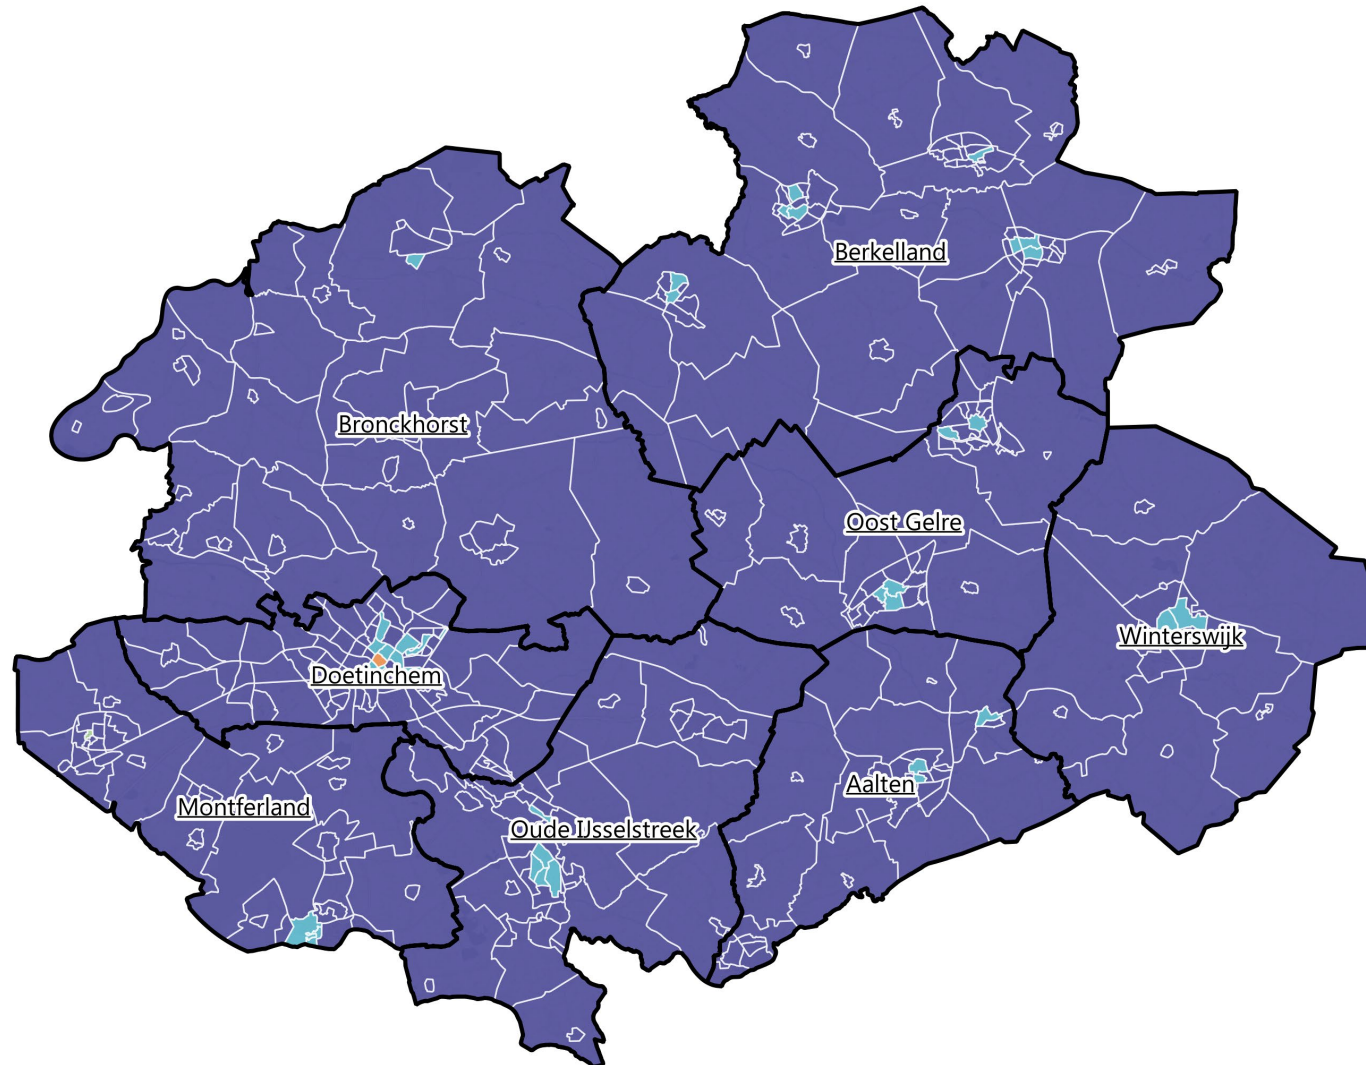 Berkelland
Bronckhorst
Oost Gelre
Winterswijk
Doetinchem
Aalten
Montferland
Oude IJsselstreek